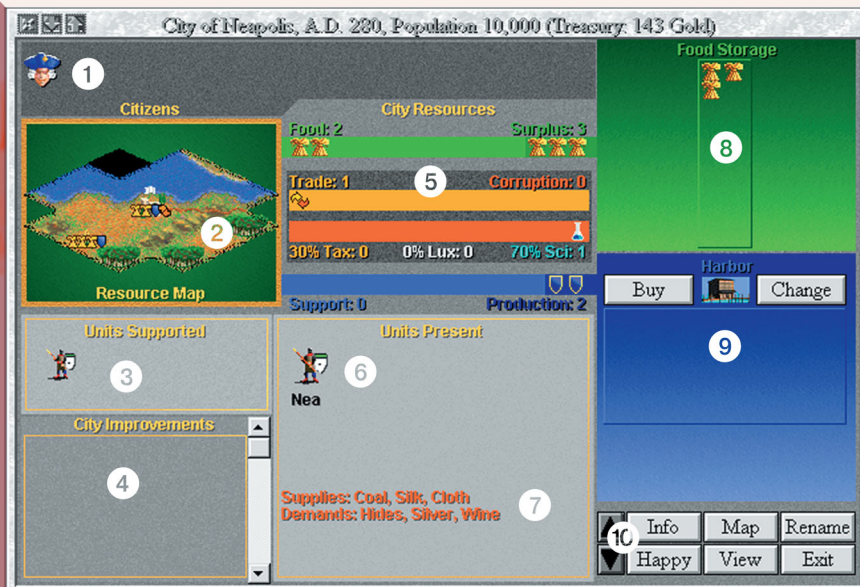 City of Neapolis, A.D. 280, Population 10,000 (Treasury: 143 Gold)
1
Citizens
City Resources
Food: 2 Surplus: 3
Trade: 1 5 Corruption: 0
30% Tax: 0 0% Lux: 0 70% Sci: 1
Support: 0 Production: 2
2
Resource Map
Food Storage
8
Harbor
Buy Change
9
Units Supported
3
Units Present
6
Nea
City Improvements
4
Supplies: Coal, Silk, Cloth
Demands: Hides, Silver, Wine
7
10
Info Map Rename
Happy View Exit